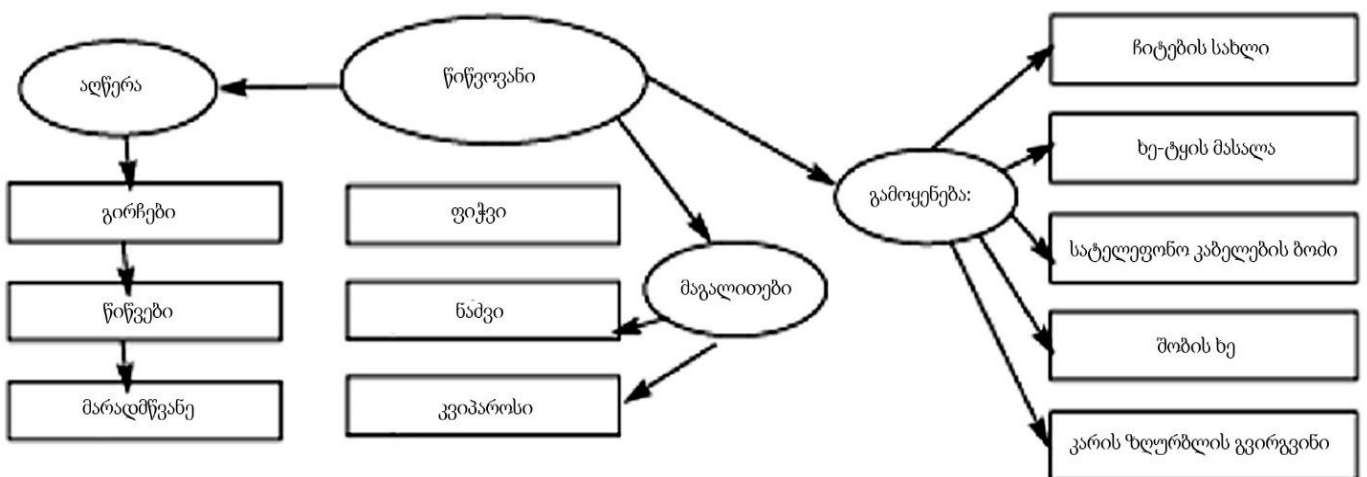 წიწვოვანი
აღწერა
გირჩები
წიწვები
მარადმწვანე
მაგალითები
ფიჭვი
ნაძვი
კვიპაროსი
გამოყენება:
ჩიტების სახლი
ხე-ტყის მასალა
სატელეფონო კაბელების ბოძი
შობის ხე
კარის ზღურბლის გვირგვინი